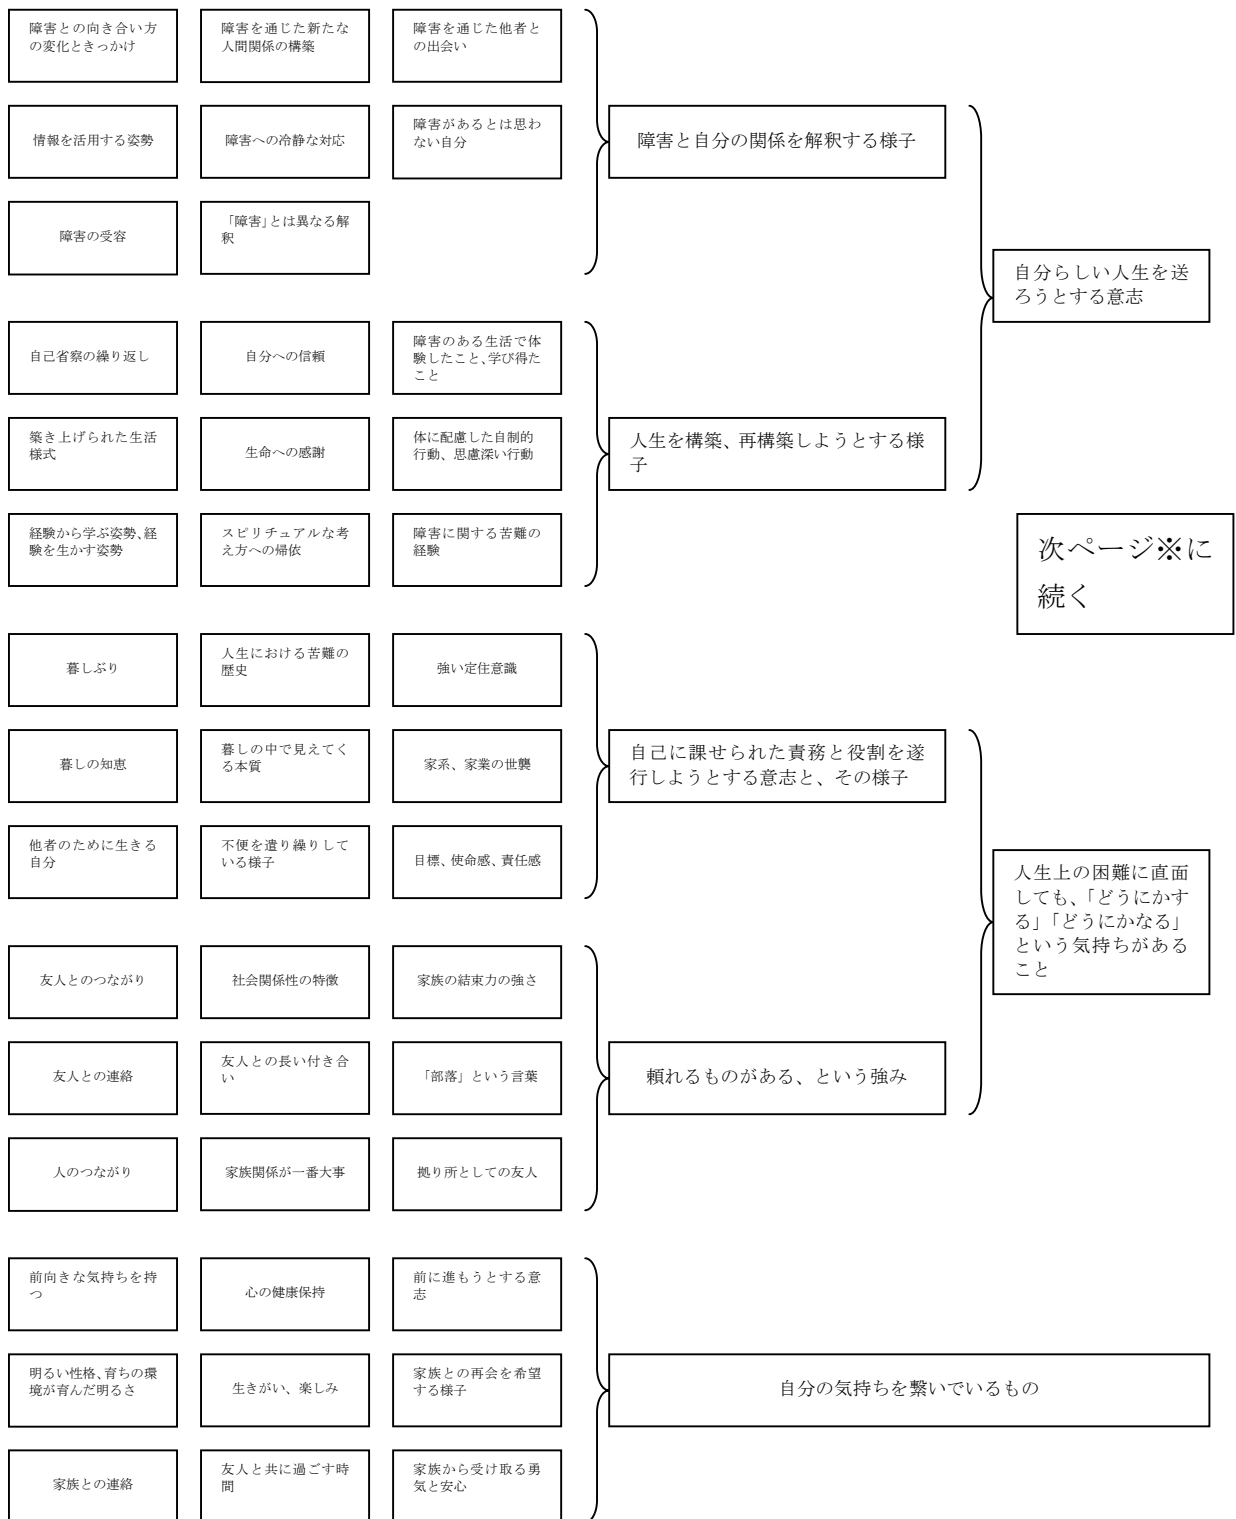 障害との向き合い方
の変化ときっかけ
障害を通じた新たな
人間関係の構築
障害を通じた他者と
の出会い
情報を活用する姿勢
障害への冷静な対応
障害があるとは思わ
ない自分
障害の受容
「障害」とは異なる解
釈
障害と自分の関係を解釈する様子
自己省察の繰り返し
自分への信頼
障害のある生活で体
験したこと、学び得た
こと
築き上げられた生活
様式
生命への感謝
体に配慮した自制的
行動、思慮深い行動
経験から学ぶ姿勢、経
験を生かす姿勢
スピリチュアルな考
え方への帰依
障害に関する苦難の
経験
人生を構築、再構築しようとする様
子
自分らしい人生を送
ろうとする意志
次ページ※に
続く
暮しぶり
人生における苦難の
歴史
強い定住意識
暮しの知恵
暮しの中で見えてく
る本質
家系、家業の世襲
他者のために生きる
自分
不便を遣り繰りして
いる様子
目標、使命感、責任感
自己に課せられた責務と役割を遂
行しようとする意志と、その様子
友人とのつながり
社会関係性の特徴
家族の結束力の強さ
友人との連絡
友人との長い付き合
い
「部落」という言葉
人のつながり
家族関係が一番大事
拠り所としての友人
頼れるものがある、という強み
人生上の困難に直面
しても、「どうにかす
る」「どうにかなる」
という気持ちがある
こと
前向きな気持ちを持
つ
心の健康保持
前に進もうとする意
志
明るい性格、育ちの環
境が育んだ明るさ
生きがい、楽しみ
家族との再会を希望
する様子
家族との連絡
友人と共に過ごす時
間
家族から受け取る勇
気と安心
自分の気持ちを繋いでいるもの